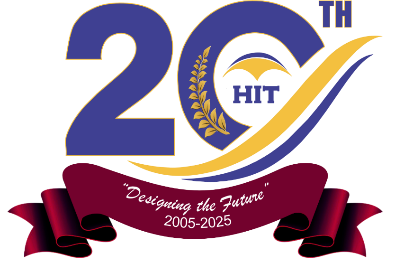 20TH
HIT
"Designing the Future"
2005-2025